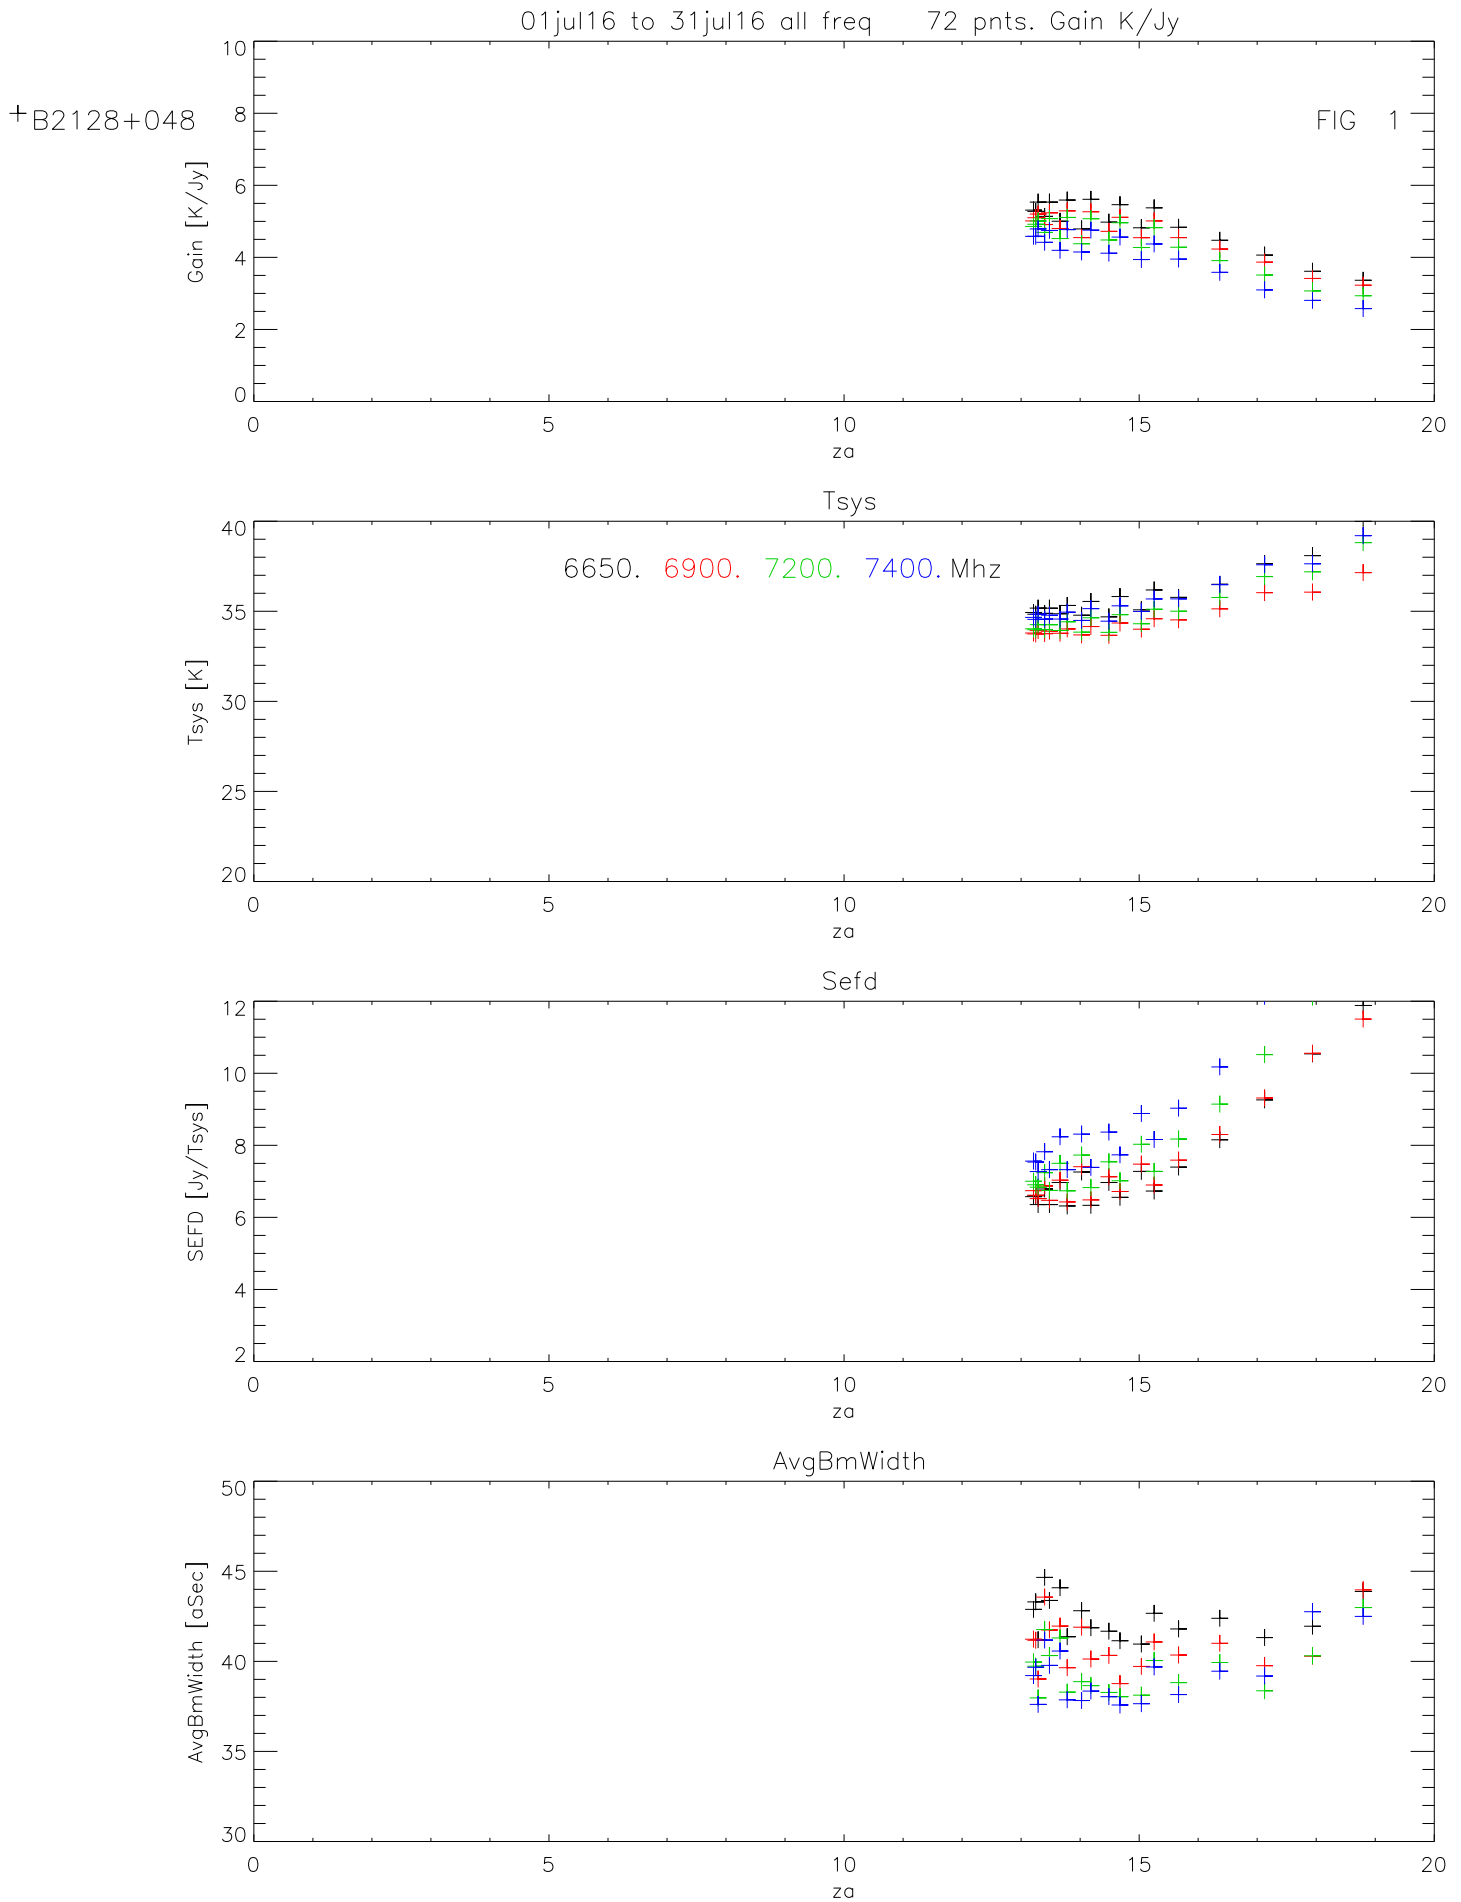 01jul16 to 31jul16 all freq 72 pnts. Gain K/Jy
+B2128+048
FIG 1
Gain [K/Jy]
10
8
6
4
2
0
0 5 10 15 20
za
Tsys
6650. 6900. 7200. 7400. Mhz
Tsys [K]
40
35
30
25
20
0 5 10 15 20
za
Sefd
SEFD [Jy/Tsys]
12
10
8
6
4
2
0 5 10 15 20
za
AvgBmWidth
AvgBmWidth [aSec]
50
45
40
35
30
0 5 10 15 20
za